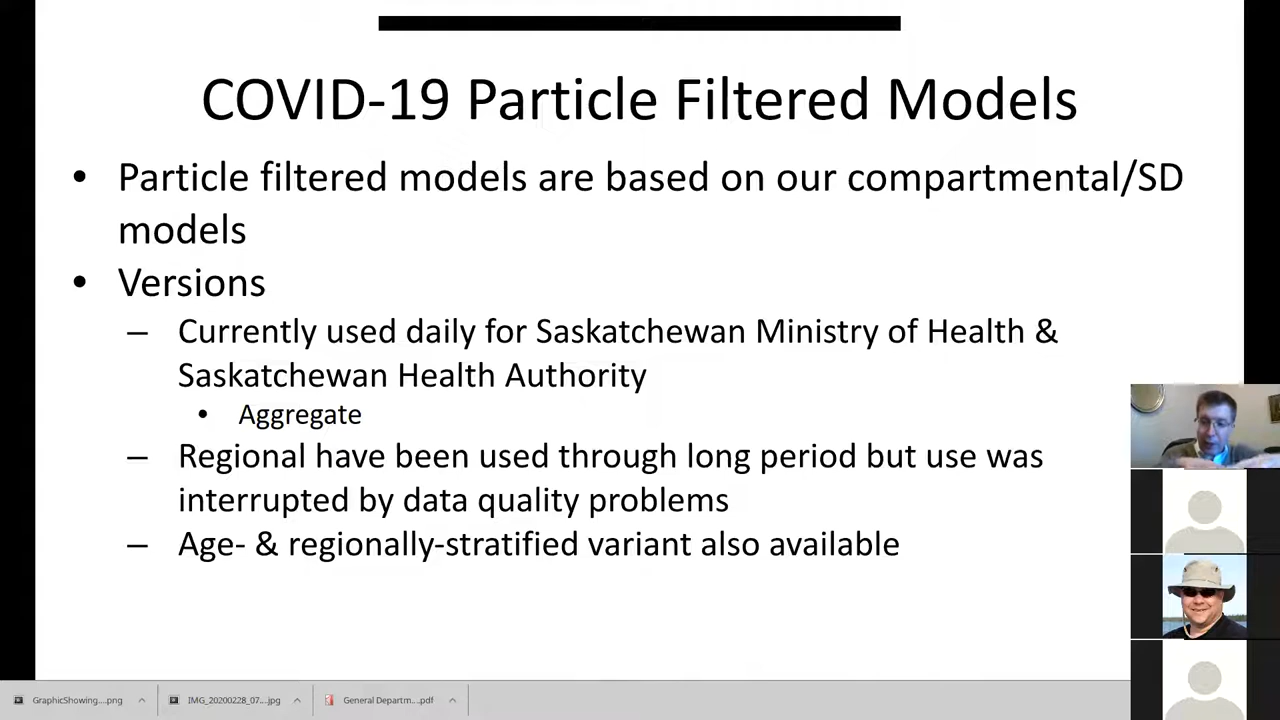 COVID-19 Particle Filtered Models
• Particle filtered models are based on our compartmental/SD
models
• Versions
– Currently used daily for Saskatchewan Ministry of Health &
Saskatchewan Health Authority
• Aggregate
– Regional have been used through long period but use was
interrupted by data quality problems
– Age- & regionally-stratified variant also available
GraphicShowing....png IMG_20200228_07...jpg General Departm....pdf